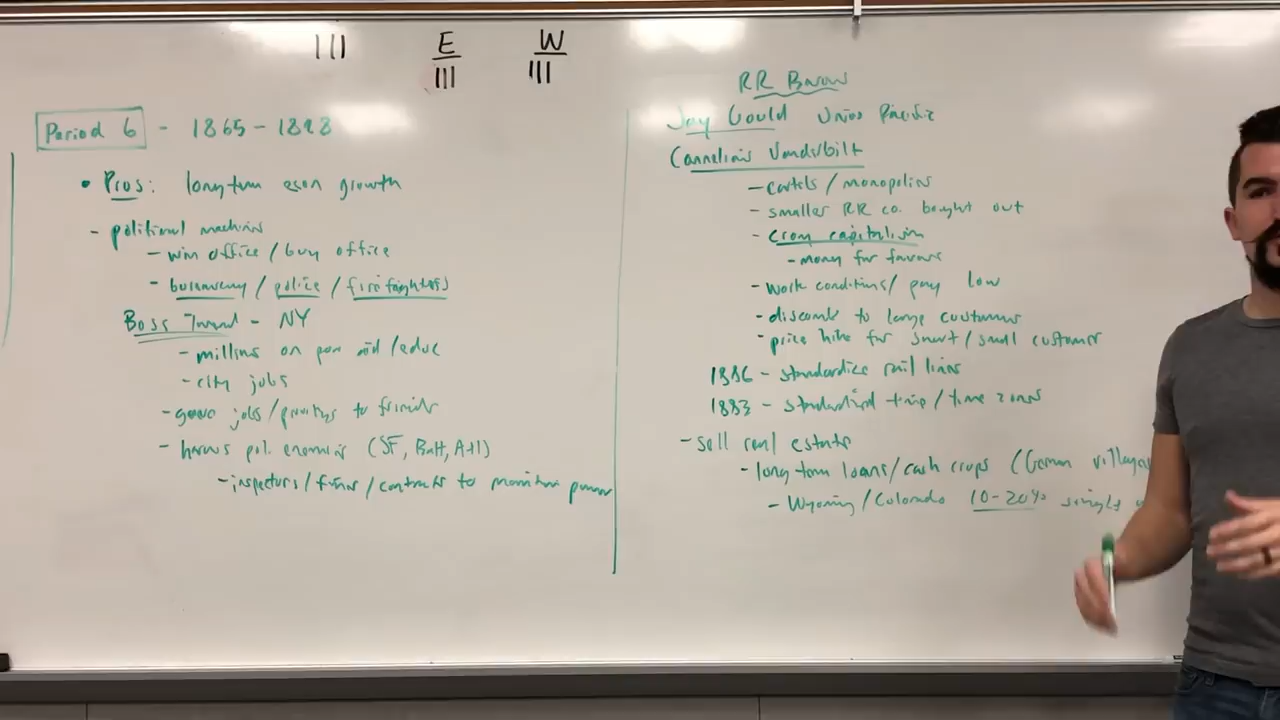 III E III W III
Period 6 - 1865-1898
• Pros: long term econ growth
- political machines
- win office / buy office
- bureaucracy / police / firefighters
Boss Tweed - NY
- millions on poor aid / educ
- city jobs
- gave jobs / to friends
- harass pol. enemies (SF, Balt, Atl)
- inspectors / fines / contracts to maintain power
RR Barons
Jay Gould Union Pacific
Cornelius Vanderbilt
- cartels / monopolies
- smaller RR co. bought out
- crony capitalism
- money for favors
- work conditions / pay low
- discounts to large customers
- price hike for short / small customer
1886 - standardize rail lines
1883 - standardized time / time zones
- sell real estate
- long term loans / cash crops (German villages
- Wyoming / Colorado 10-20% single